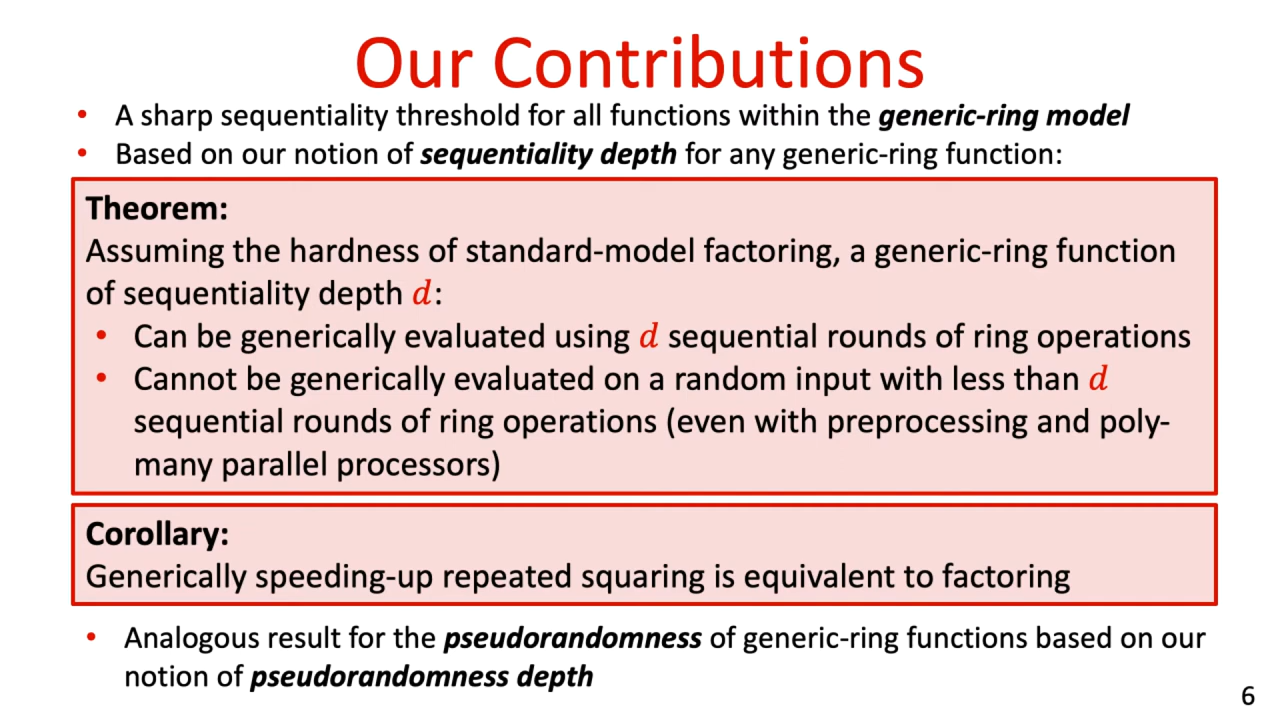 Our Contributions
• A sharp sequentiality threshold for all functions within the generic-ring model
• Based on our notion of sequentiality depth for any generic-ring function:
Theorem:
Assuming the hardness of standard-model factoring, a generic-ring function
of sequentiality depth d:
• Can be generically evaluated using d sequential rounds of ring operations
• Cannot be generically evaluated on a random input with less than d
sequential rounds of ring operations (even with preprocessing and poly-
many parallel processors)
Corollary:
Generically speeding-up repeated squaring is equivalent to factoring
• Analogous result for the pseudorandomness of generic-ring functions based on our
notion of pseudorandomness depth
6